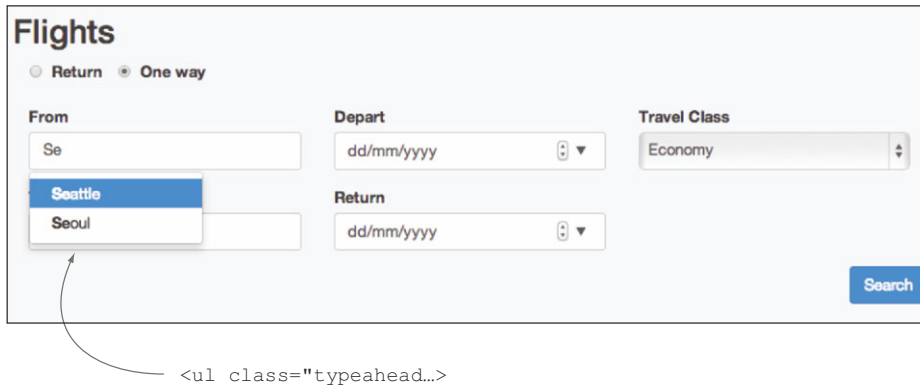 Flights
Return One way
From Depart Travel Class
Se dd/mm/yyyy Economy
Seattle
Return
Seoul
dd/mm/yyyy
Search
<ul class="typeahead…>